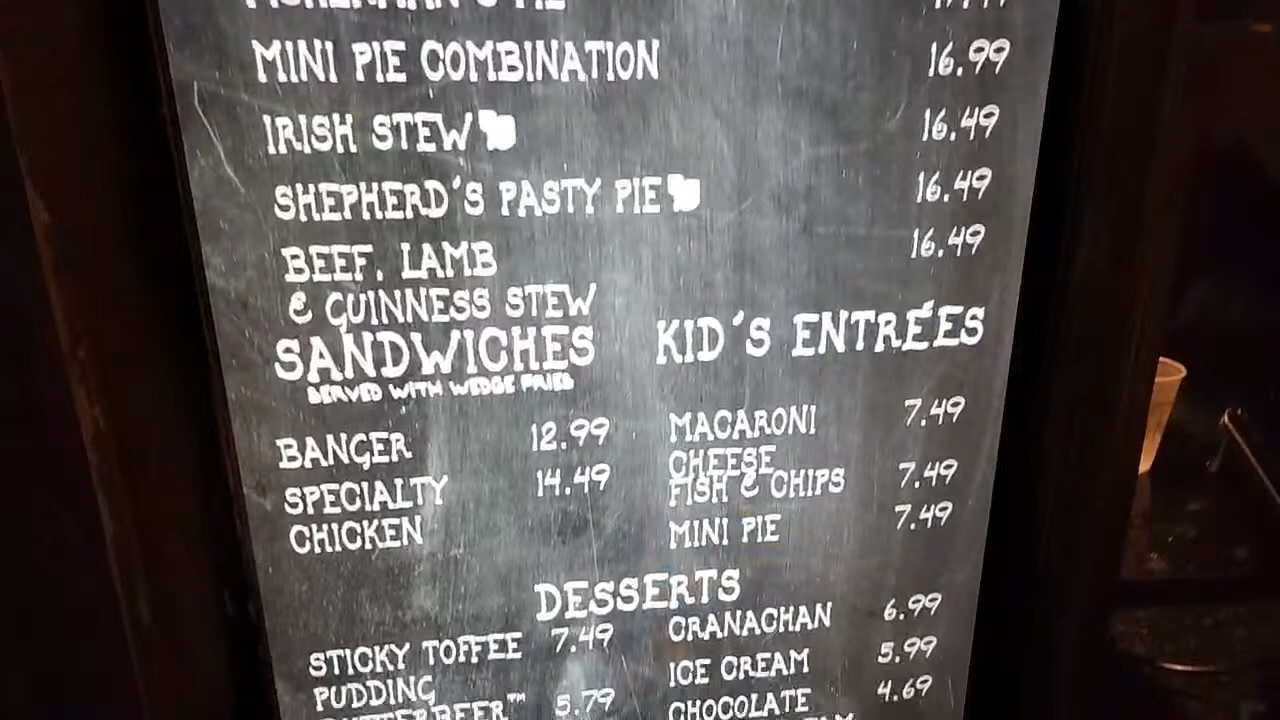 FISHERMAN'S PIE
MINI PIE COMBINATION 16.99
IRISH STEW 16.49
SHEPHERD'S PASTY PIE 16.49
BEEF, LAMB 16.49
& GUINNESS STEW
SANDWICHES
SERVED WITH WEDGE FRIES
BANGER 12.99
SPECIALTY 14.49
CHICKEN
KID'S ENTRÉES
MACARONI 7.49
CHEESE
FISH & CHIPS 7.49
MINI PIE 7.49
DESSERTS
STICKY TOFFEE 7.49
PUDDING
BUTTERBEER™ 5.79
CRANACHAN 6.99
ICE CREAM 5.99
CHOCOLATE 4.69